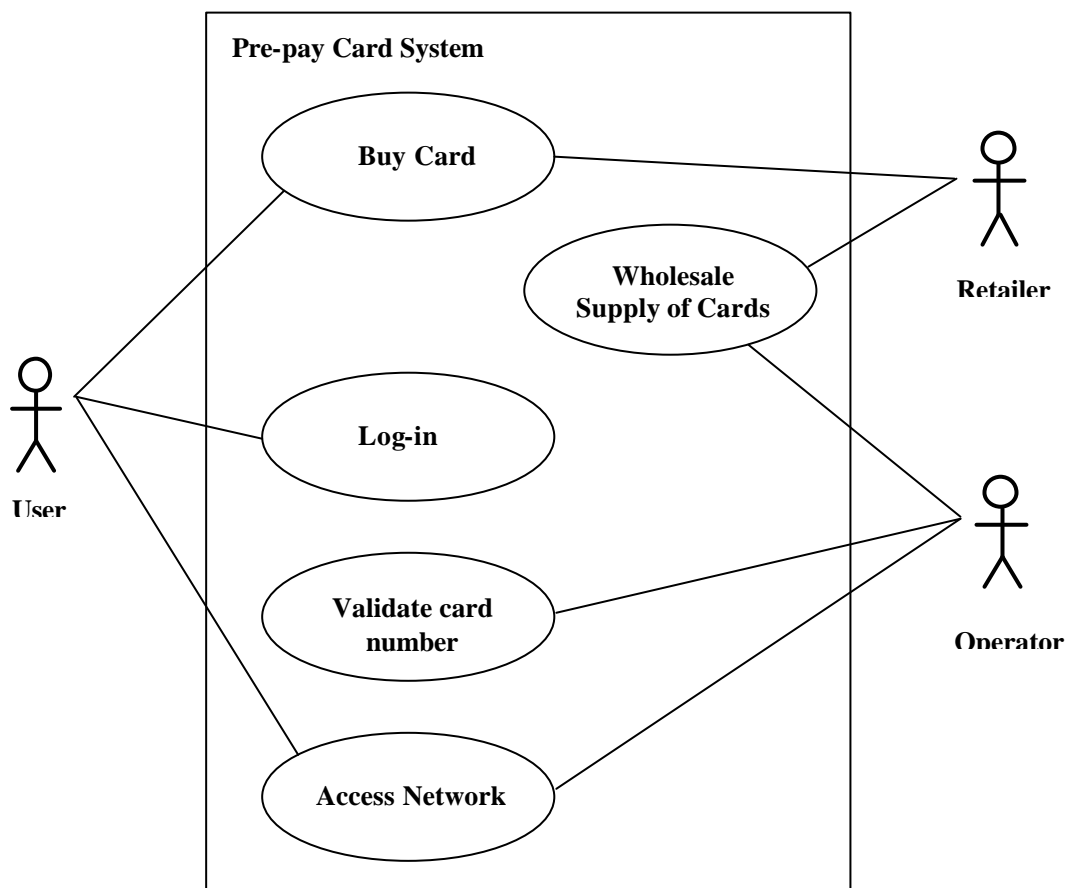 Pre-pay Card System
Buy Card
Wholesale
Supply of Cards
Retailer
Log-in
User
Validate card
number
Operator
Access Network